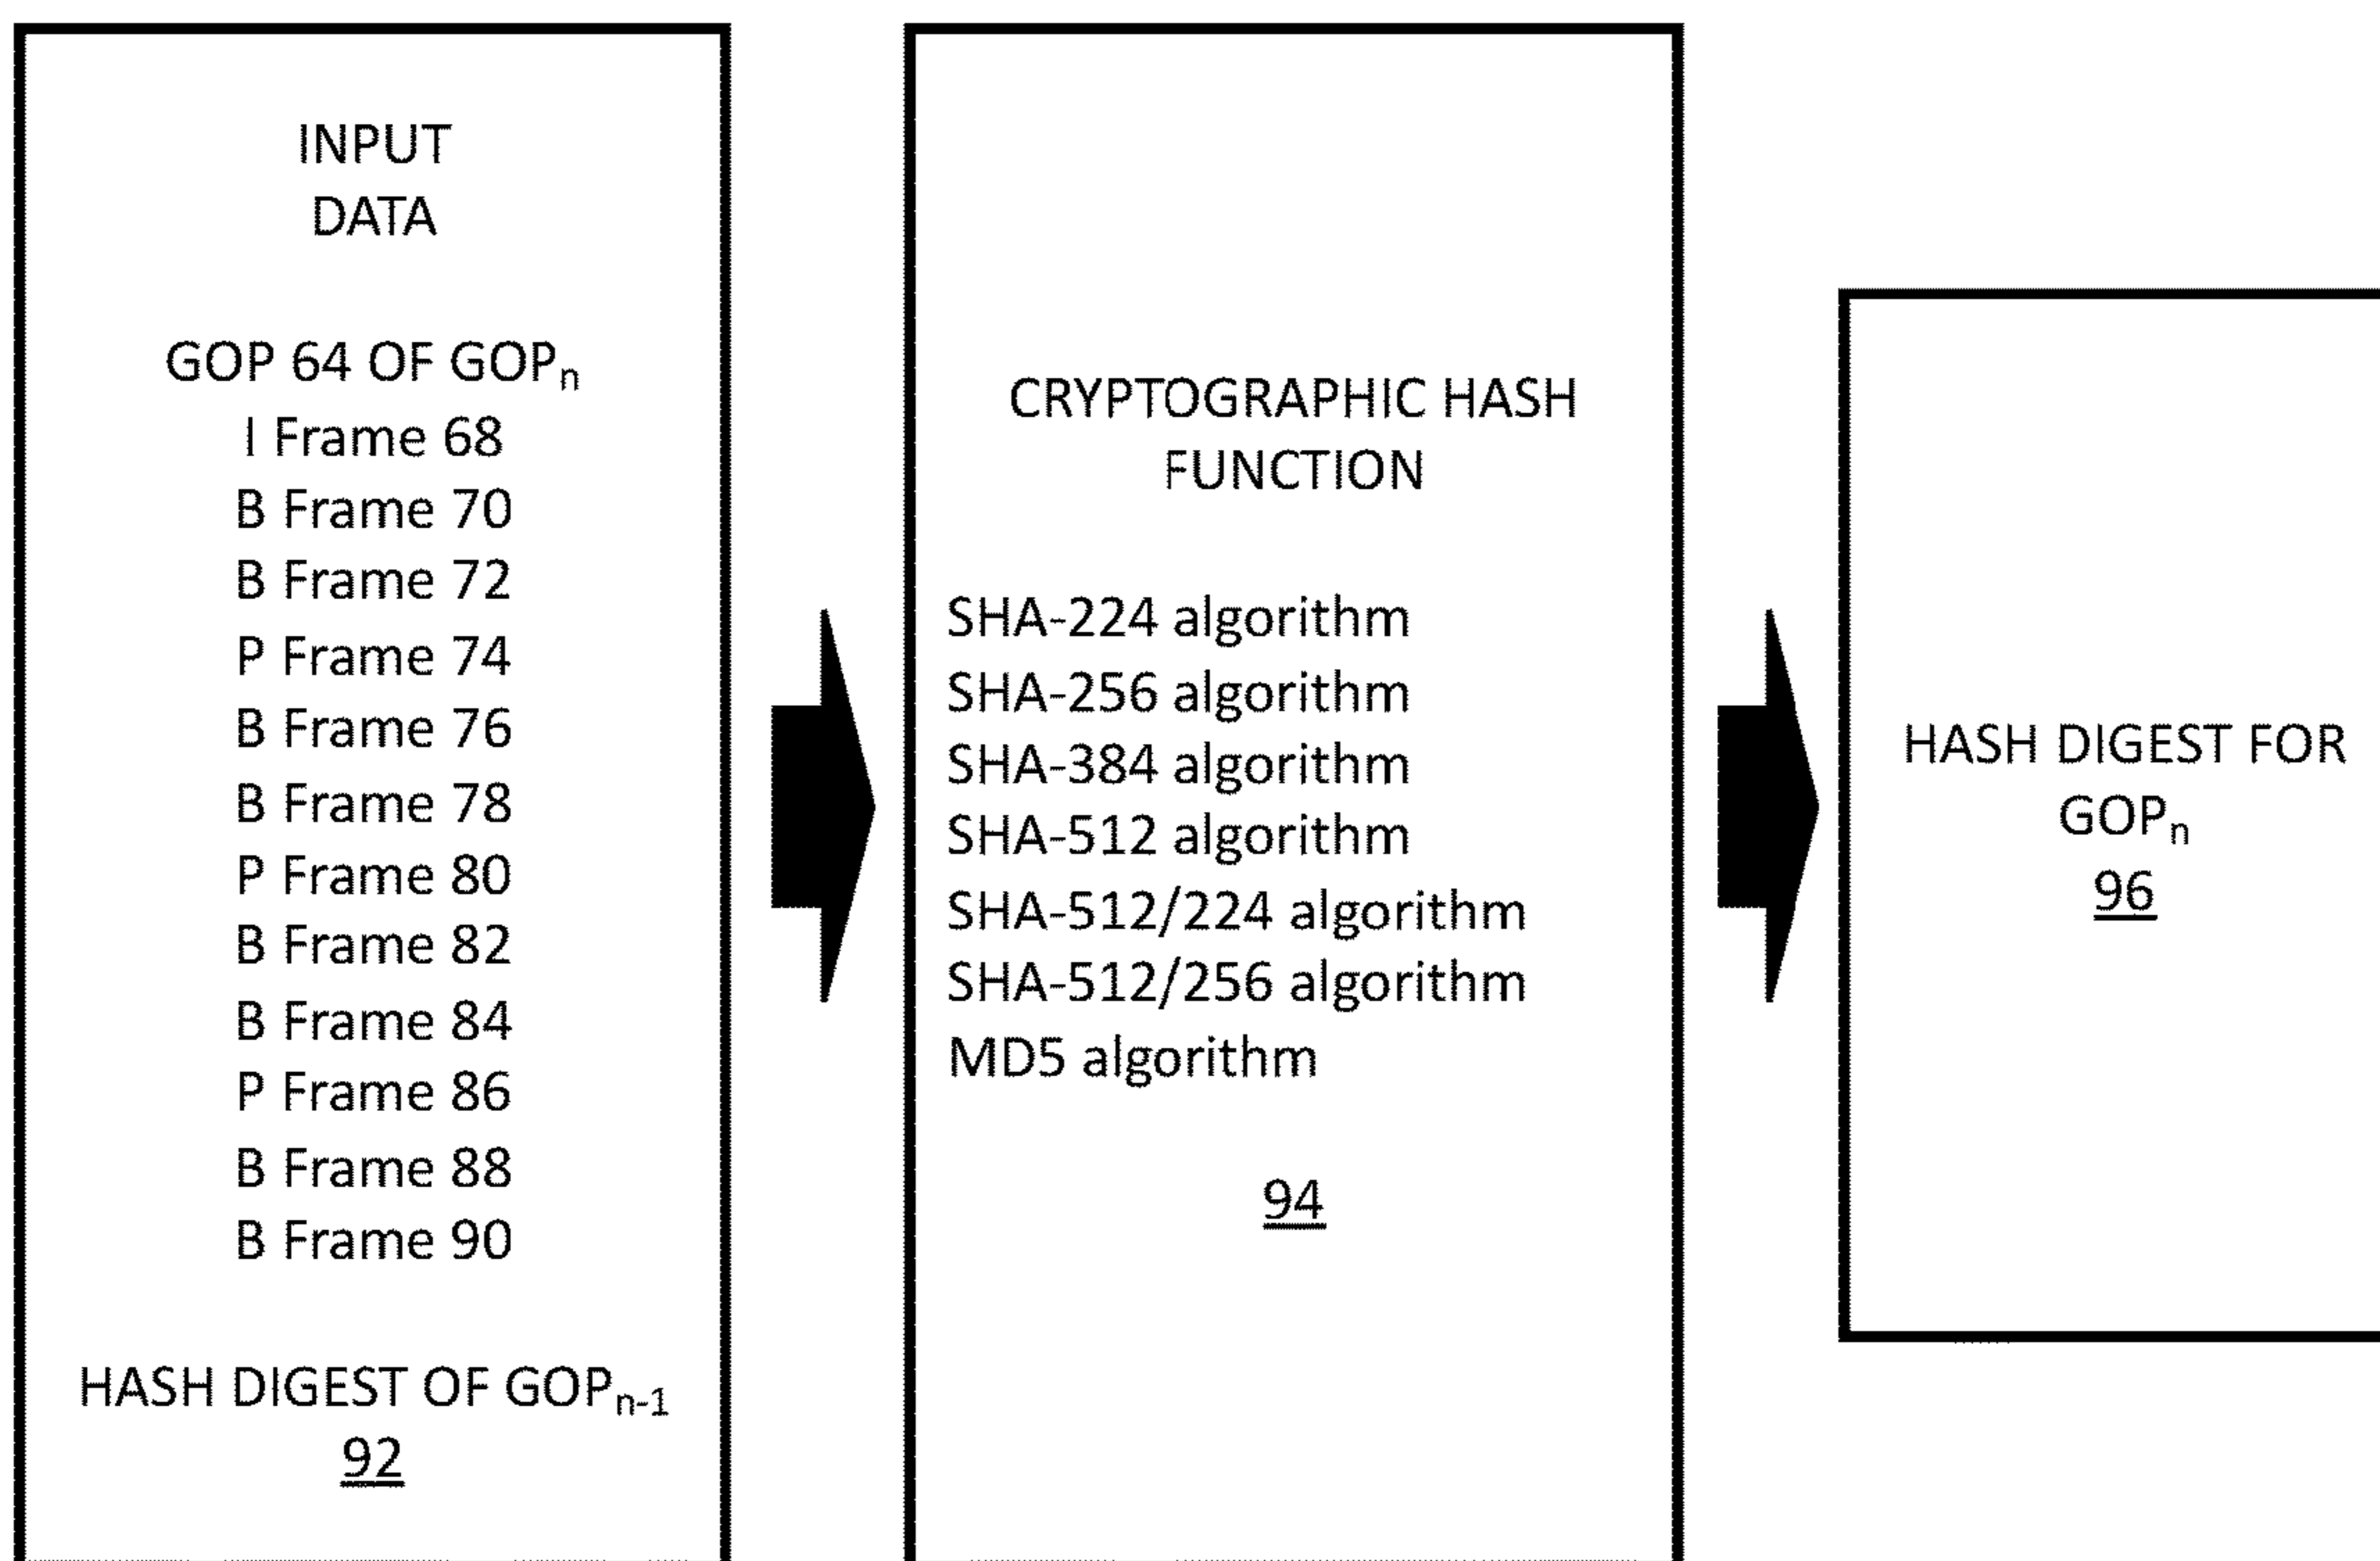 INPUT
DATA
GOP 64 OF GOPn
I Frame 68
B Frame 70
B Frame 72
P Frame 74
B Frame 76
B Frame 78
P Frame 80
B Frame 82
B Frame 84
P Frame 86
B Frame 88
B Frame 90
HASH DIGEST OF GOPn-1
92
CRYPTOGRAPHIC HASH
FUNCTION
SHA-224 algorithm
SHA-256 algorithm
SHA-384 algorithm
SHA-512 algorithm
SHA-512/224 algorithm
SHA-512/256 algorithm
MD5 algorithm
94
HASH DIGEST FOR
GOPn
96